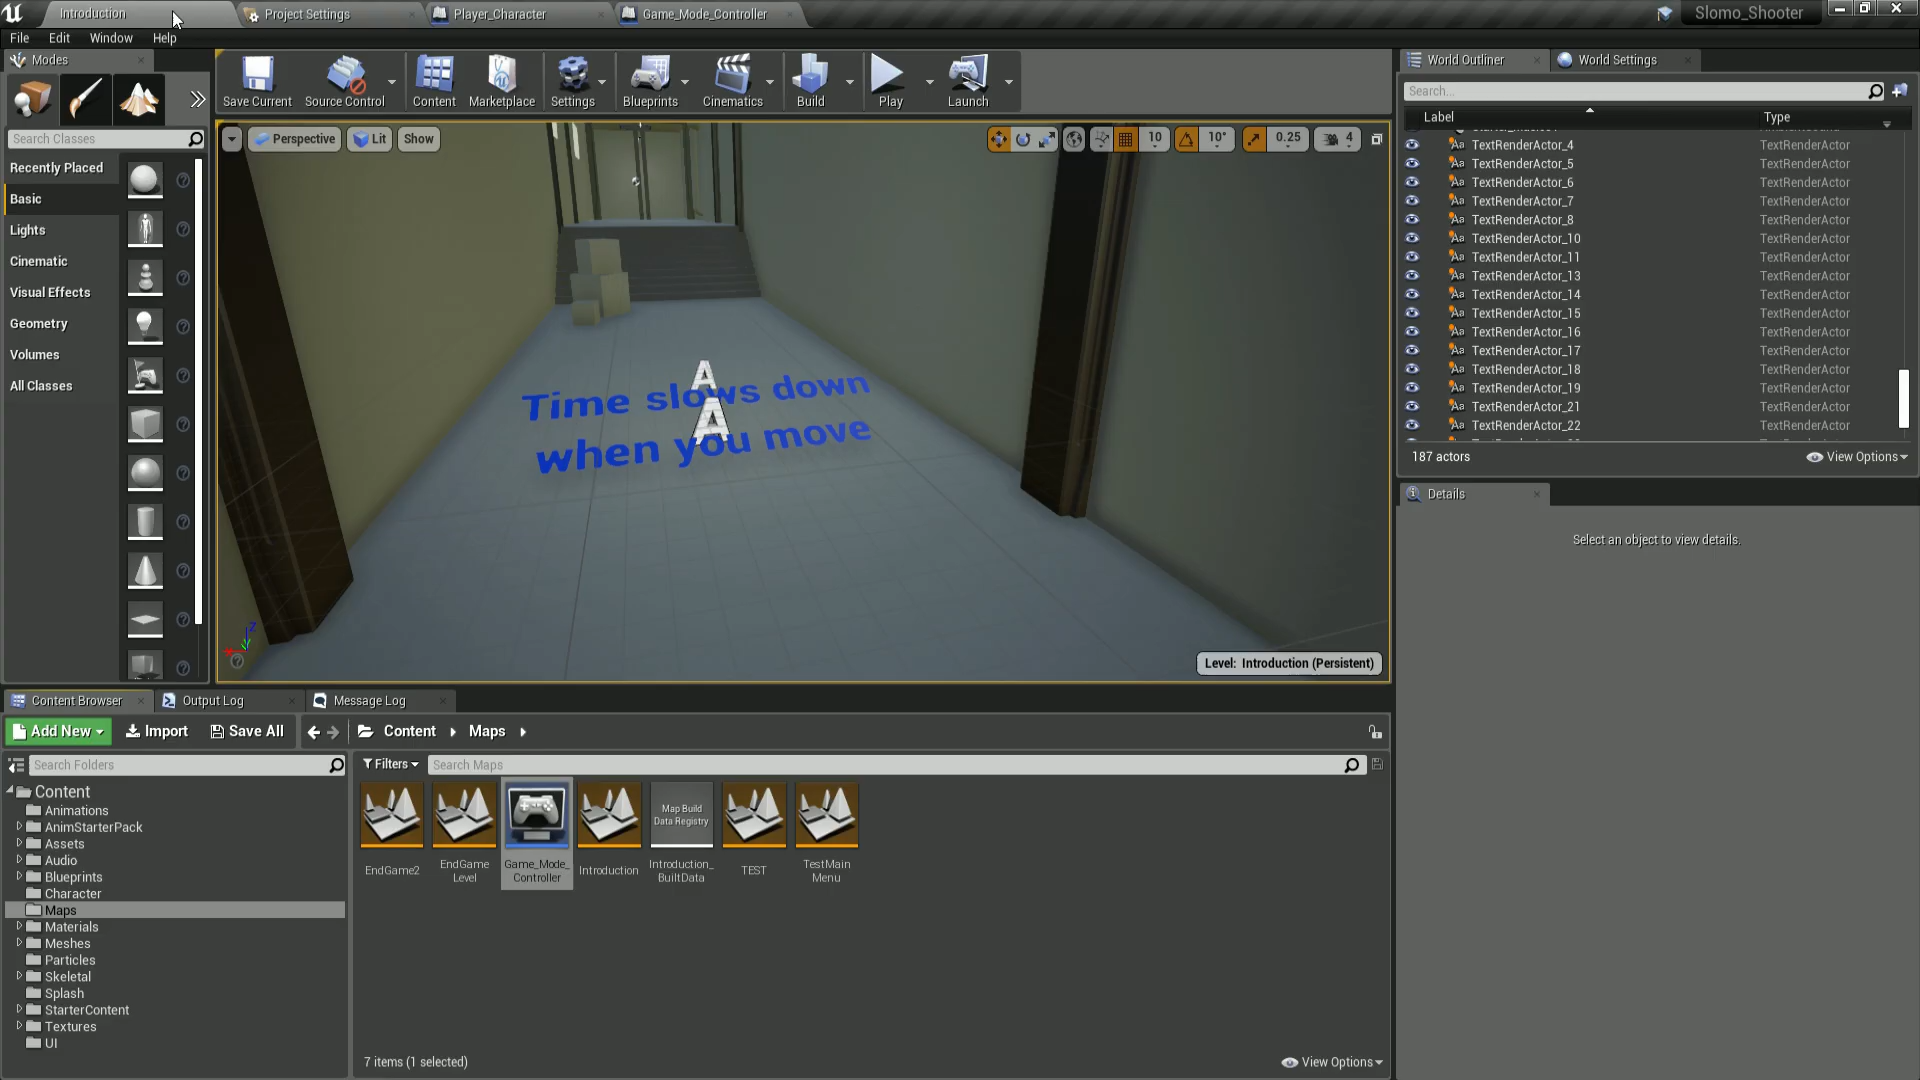 Introduction
Project Settings
Player_Character
Game_Mode_Controller
Slomo_Shooter
File
Edit
Window
Help
Modes
Search Classes
Recently Placed
Basic
Lights
Cinematic
Visual Effects
Geometry
Volumes
All Classes
Save Current
Source Control
Content
Marketplace
Settings
Blueprints
Cinematics
Build
Play
Launch
Perspective
Lit
Show
10
10°
0.25
4
A
A
Time slows down
when you move
Level: Introduction (Persistent)
World Outliner
World Settings
Search...
Label
Type
TextRenderActor_4 TextRenderActor
TextRenderActor_5 TextRenderActor
TextRenderActor_6 TextRenderActor
TextRenderActor_7 TextRenderActor
TextRenderActor_8 TextRenderActor
TextRenderActor_10 TextRenderActor
TextRenderActor_11 TextRenderActor
TextRenderActor_13 TextRenderActor
TextRenderActor_14 TextRenderActor
TextRenderActor_15 TextRenderActor
TextRenderActor_16 TextRenderActor
TextRenderActor_17 TextRenderActor
TextRenderActor_18 TextRenderActor
TextRenderActor_19 TextRenderActor
TextRenderActor_21 TextRenderActor
TextRenderActor_22 TextRenderActor
187 actors
View Options
Details
Select an object to view details.
Content Browser
Output Log
Message Log
Add New
Import
Save All
Content
Maps
Search Folders
Content
Animations
AnimStarterPack
Assets
Audio
Blueprints
Character
Maps
Materials
Meshes
Particles
Skeletal
Splash
StarterContent
Textures
UI
Filters
Search Maps
EndGame2
EndGame
Level
Game_Mode_
Controller
Introduction
Map Build
Data Registry
Introduction_
BuiltData
TEST
TestMain
Menu
7 items (1 selected)
View Options